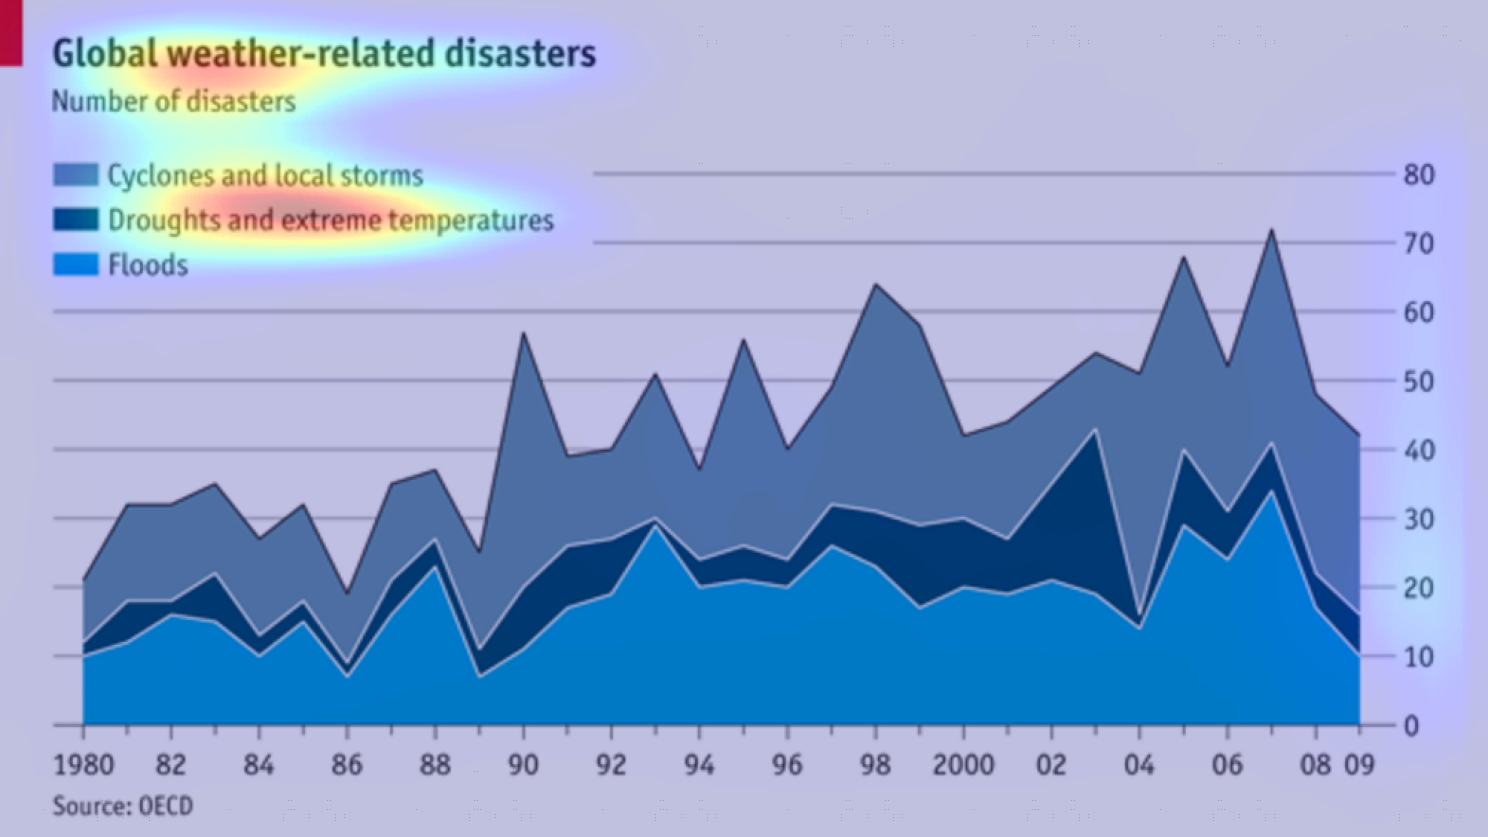 Global weather-related disasters
Number of disasters
Cyclones and local storms
Droughts and extreme temperatures
Floods
80
70
60
50
40
30
20
10
0
1980 82 84 86 88 90 92 94 96 98 2000 02 04 06 08 09
Source: OECD